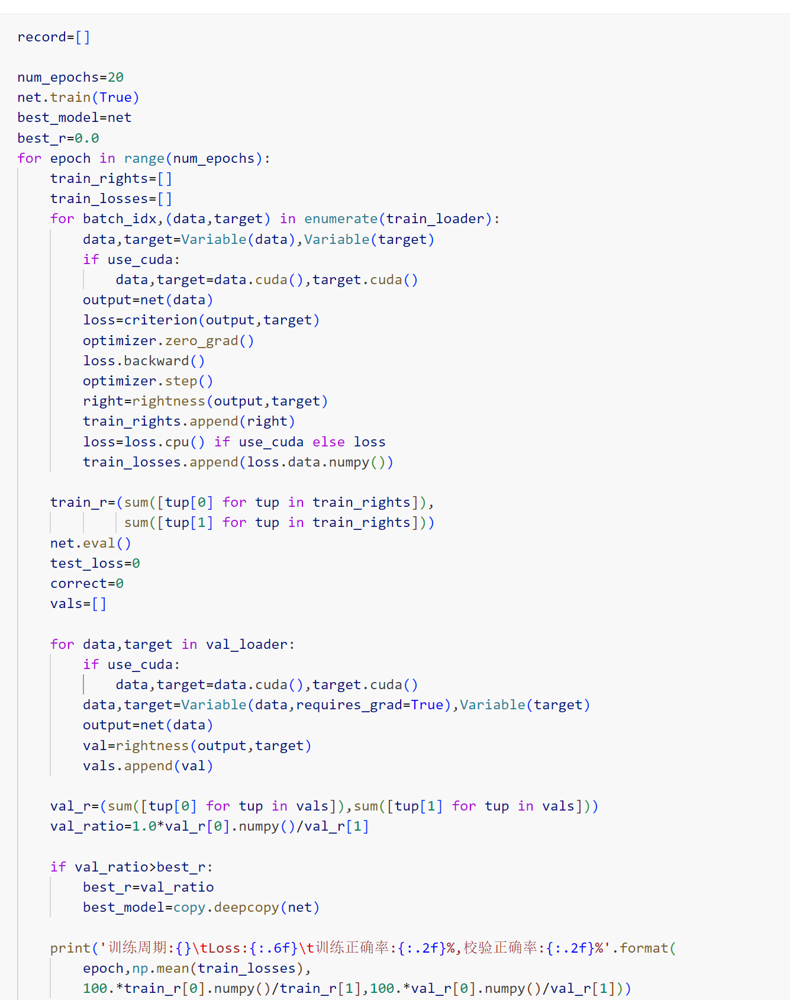 record=[]
num_epochs=20
net.train(True)
best_model=net
best_r=0.0
for epoch in range(num_epochs):
    train_rights=[]
    train_losses=[]
    for batch_idx,(data,target) in enumerate(train_loader):
        data,target=Variable(data),Variable(target)
        if use_cuda:
            data,target=data.cuda(),target.cuda()
        output=net(data)
        loss=criterion(output,target)
        optimizer.zero_grad()
        loss.backward()
        optimizer.step()
        right=rightness(output,target)
        train_rights.append(right)
        loss=loss.cpu() if use_cuda else loss
        train_losses.append(loss.data.numpy())
    train_r=(sum([tup[0] for tup in train_rights]),
             sum([tup[1] for tup in train_rights]))
    net.eval()
    test_loss=0
    correct=0
    vals=[]
    for data,target in val_loader:
        if use_cuda:
            data,target=data.cuda(),target.cuda()
        data,target=Variable(data,requires_grad=True),Variable(target)
        output=net(data)
        val=rightness(output,target)
        vals.append(val)
    val_r=(sum([tup[0] for tup in vals]),sum([tup[1] for tup in vals]))
    val_ratio=1.0*val_r[0].numpy()/val_r[1]
    if val_ratio>best_r:
        best_r=val_ratio
        best_model=copy.deepcopy(net)
    print('训练周期:{}\tLoss:{:.6f}\t训练正确率:{:.2f}%,校验正确率:{:.2f}%'.format(
        epoch,np.mean(train_losses),
        100.*train_r[0].numpy()/train_r[1],100.*val_r[0].numpy()/val_r[1]))